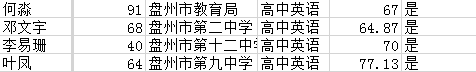 何淼 91 盘州市教育局 高中英语 67 是
邓文宇 68 盘州市第二中学 高中英语 64.87 是
李易珊 40 盘州市第十二中学 高中英语 70 是
叶凤 64 盘州市第九中学 高中英语 77.13 是